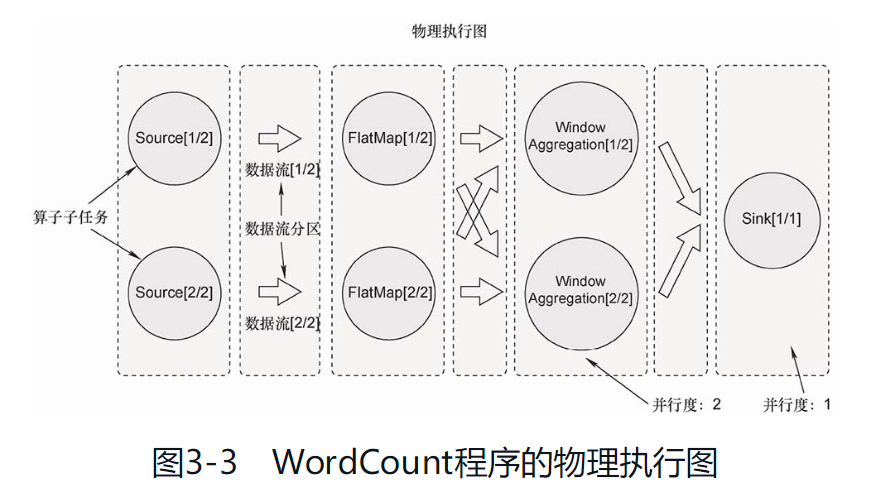 物理执行图
Source[1/2]
数据流[1/2]
FlatMap[1/2]
Window
Aggregation[1/2]
算子子任务
数据流分区
Sink[1/1]
Source[2/2]
数据流[2/2]
FlatMap[2/2]
Window
Aggregation[2/2]
并行度：2
并行度：1
图3-3 WordCount程序的物理执行图